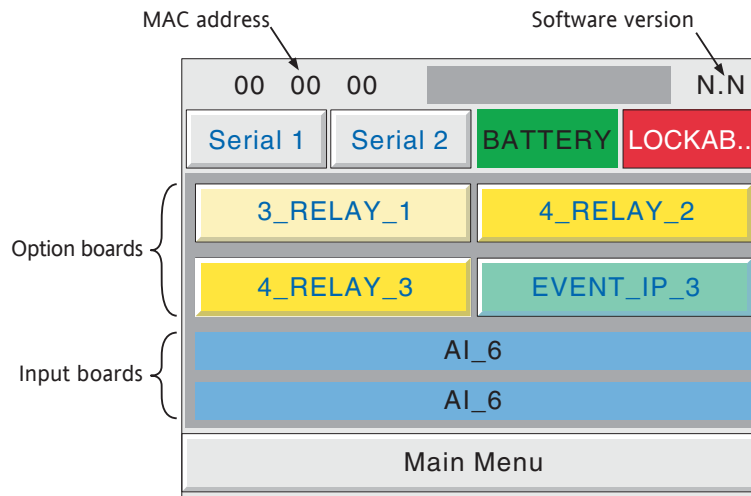 MAC address Software version
00 00 00 N.N
Serial 1 Serial 2 BATTERY LOCKAB..
Option boards
3_RELAY_1 4_RELAY_2
4_RELAY_3 EVENT_IP_3
Input boards
AI_6
AI_6
Main Menu